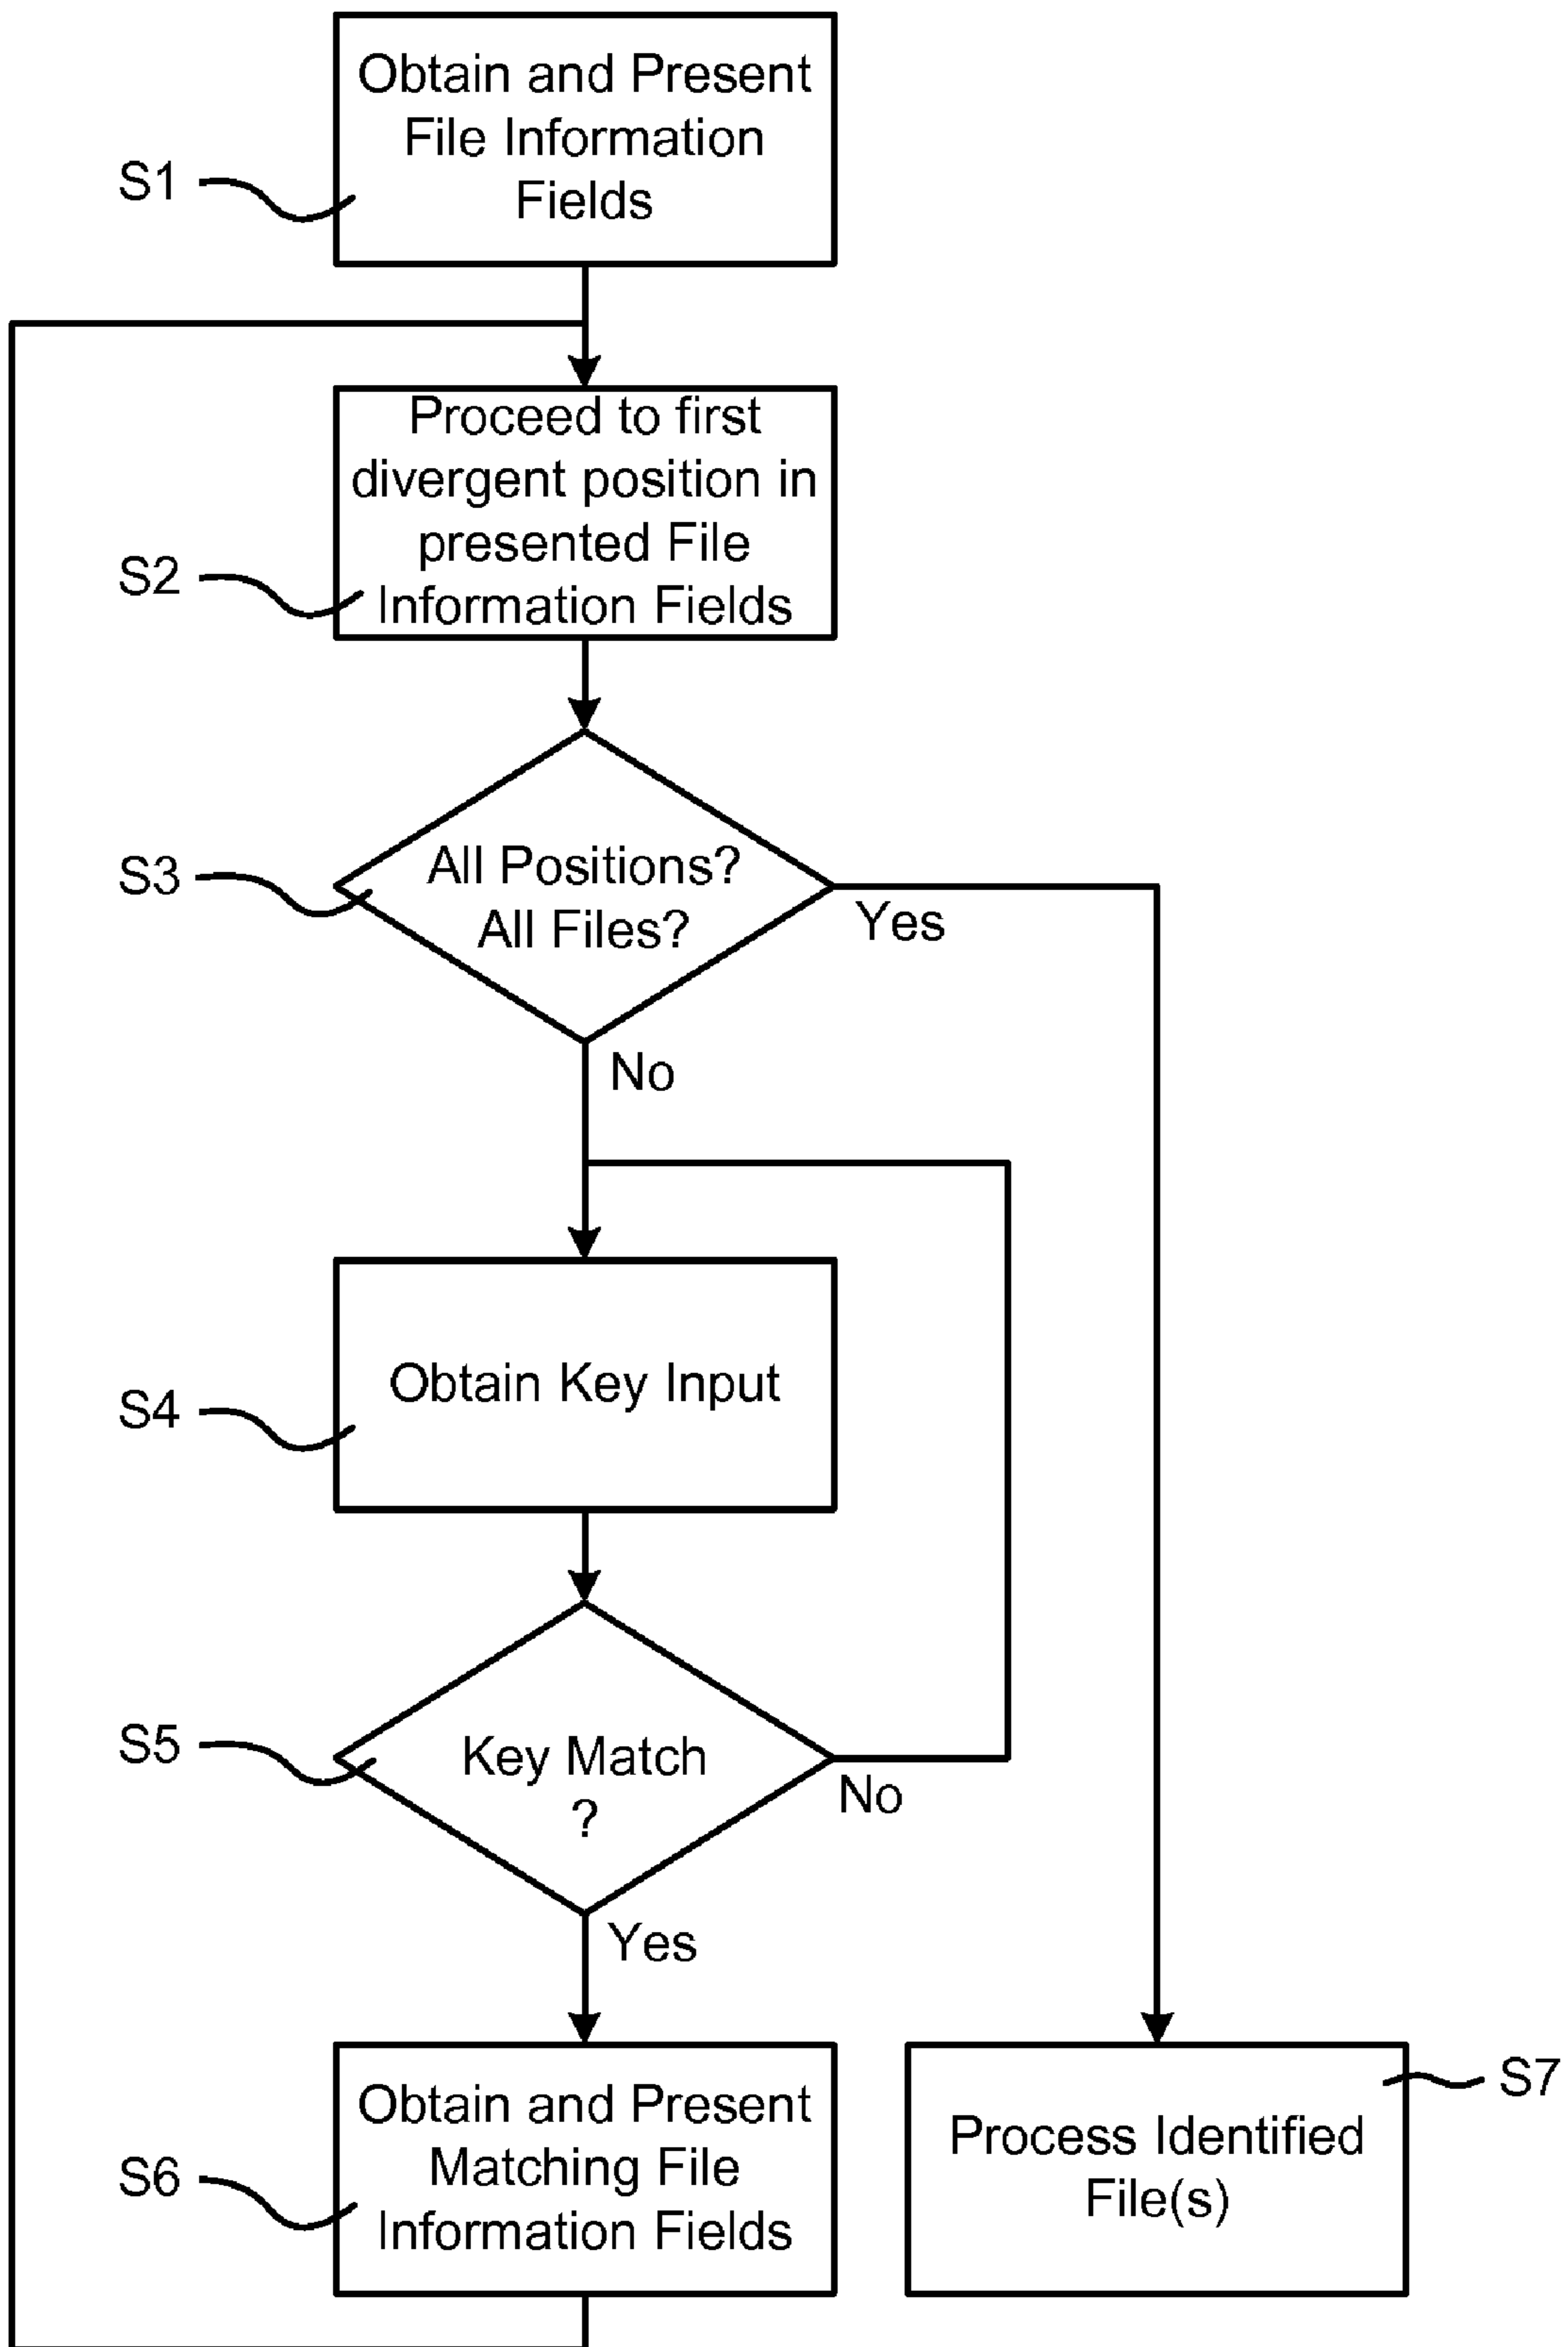 Obtain and Present
File Information
Fields
S1
Proceed to first
divergent position in
presented File
Information Fields
S2
All Positions?
All Files?
S3
Yes
No
Obtain Key Input
S4
Key Match
?
S5
No
Yes
Obtain and Present
Matching File
Information Fields
S6
Process Identified
File(s)
S7